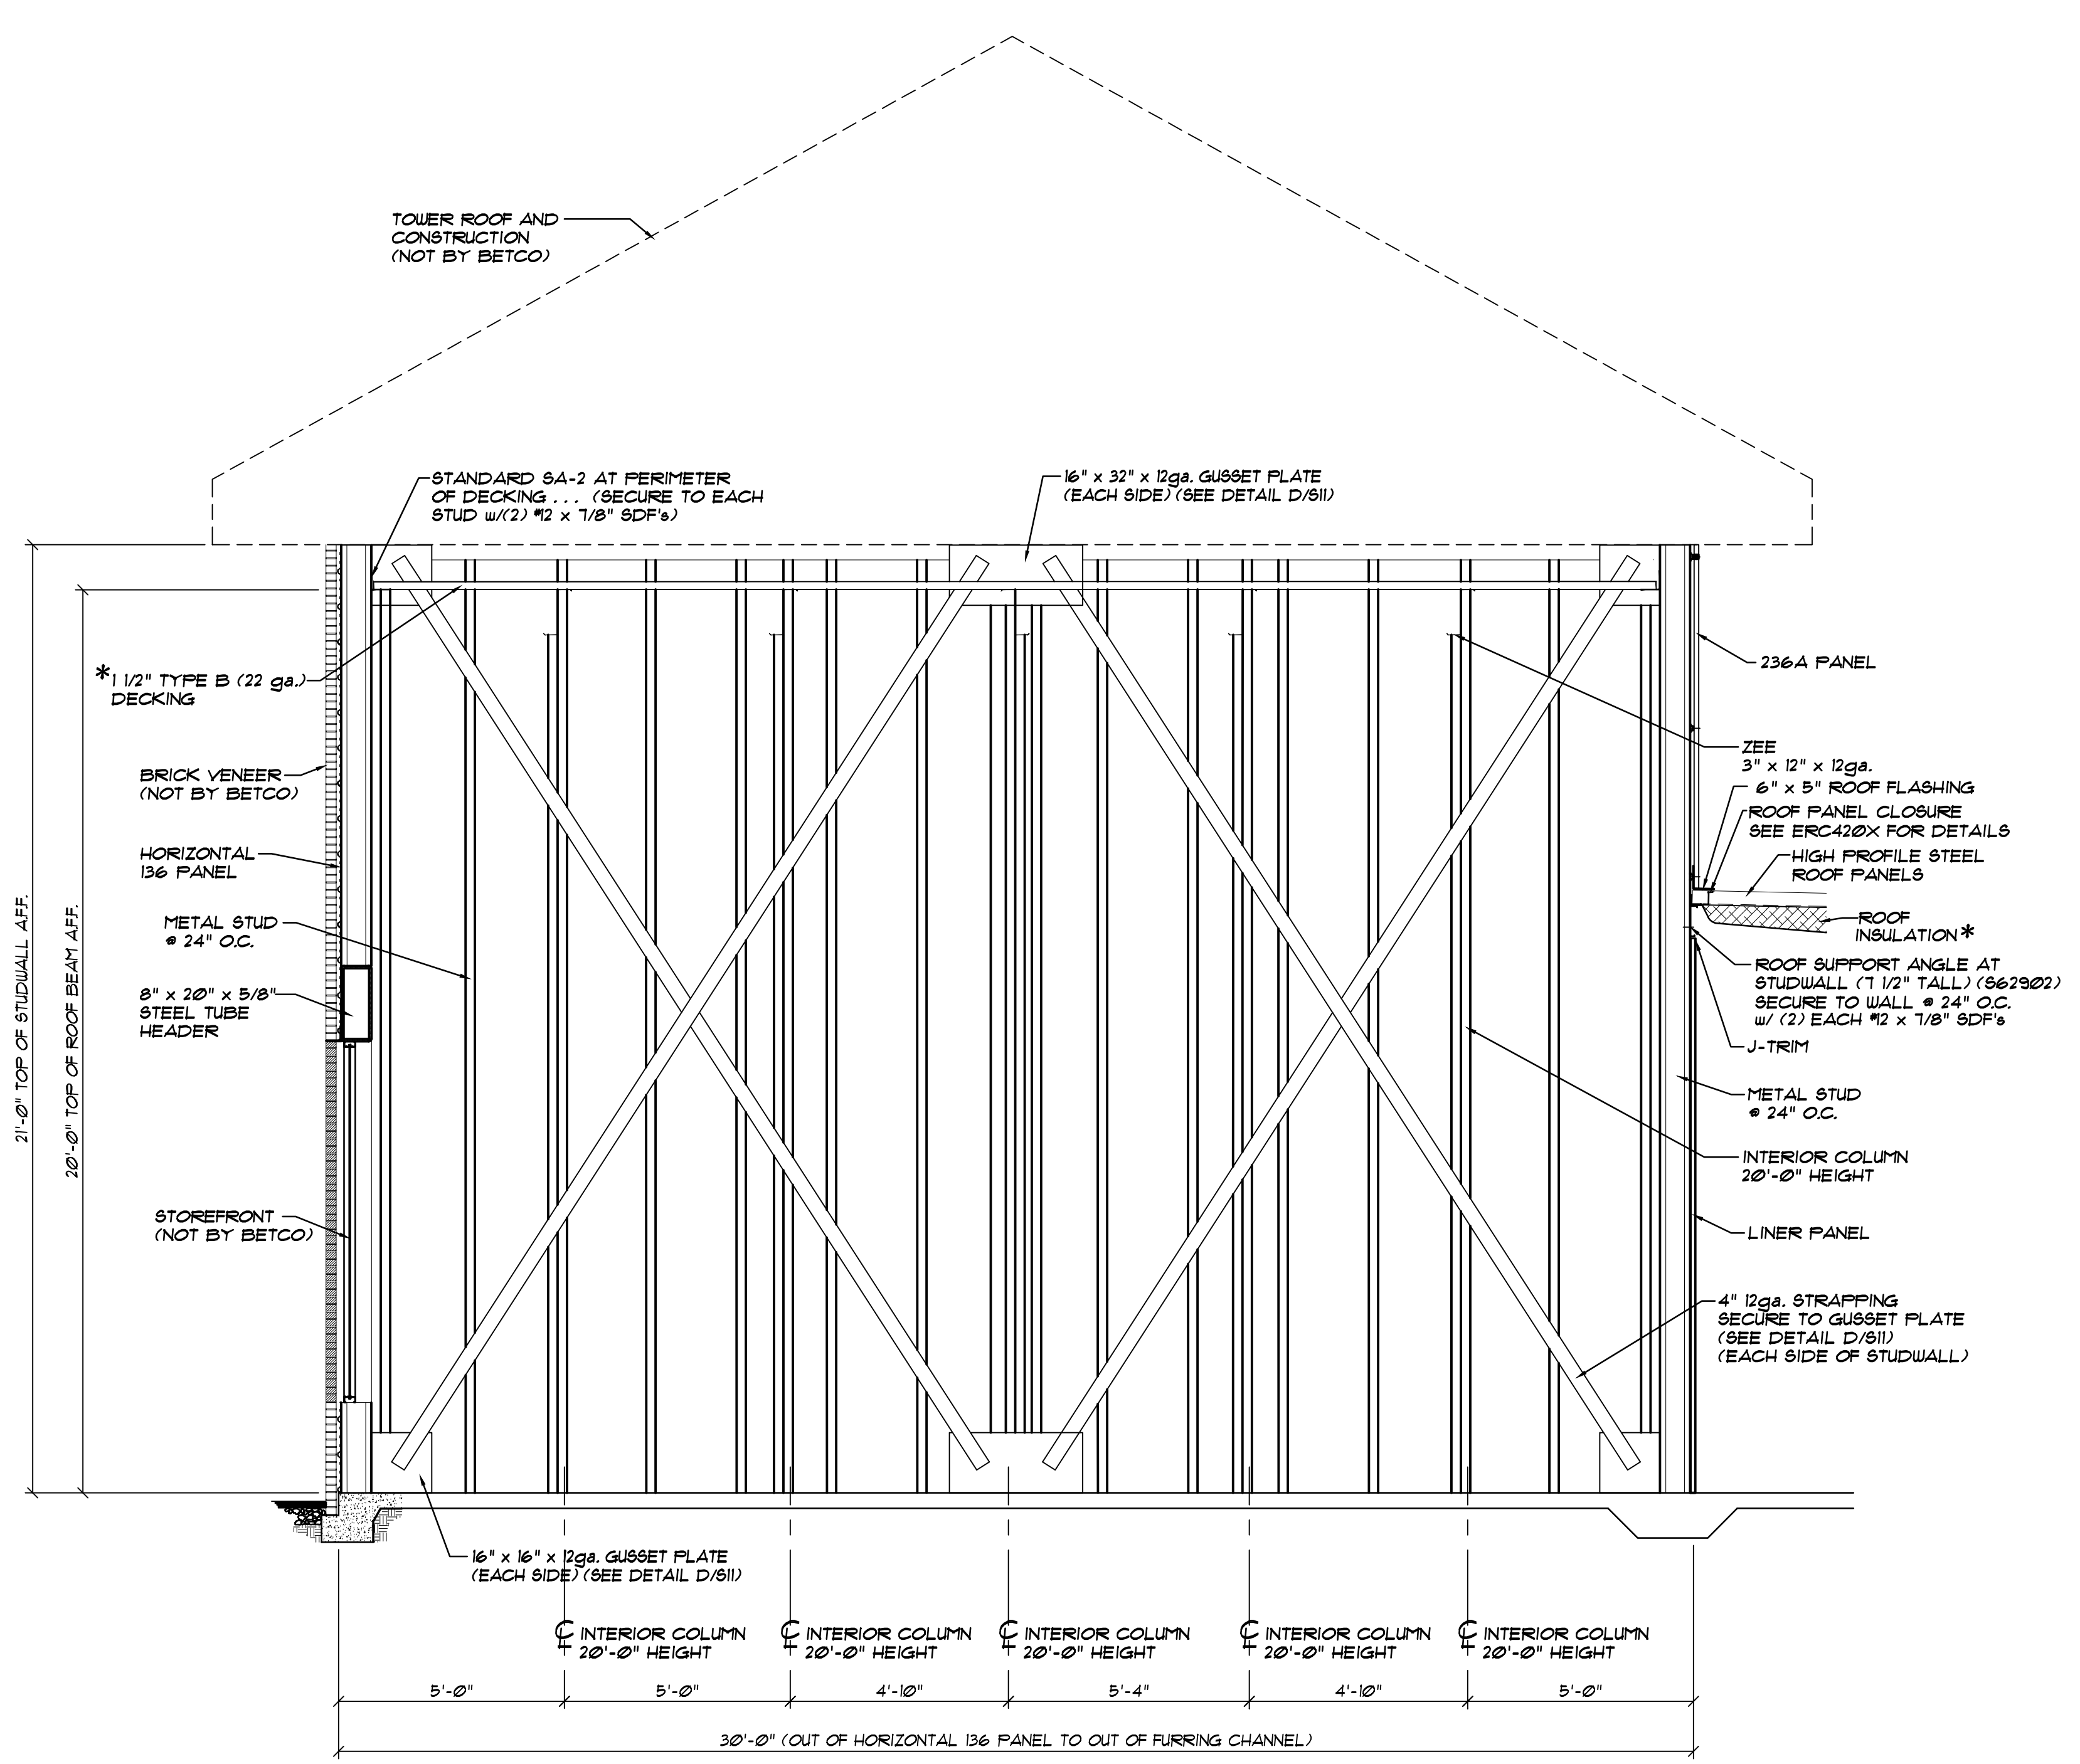 TOWER ROOF AND
CONSTRUCTION
(NOT BY BETCO)
STANDARD SA-2 AT PERIMETER
OF DECKING . . . (SECURE TO EACH
STUD w/(2) #12 x 7/8" SDF's)
16" x 32" x 12ga. GUSSET PLATE
(EACH SIDE) (SEE DETAIL D/S11)
*1 1/2" TYPE B (22 ga.)
DECKING
BRICK VENEER
(NOT BY BETCO)
HORIZONTAL
136 PANEL
METAL STUD
@ 24" O.C.
8" x 20" x 5/8"
STEEL TUBE
HEADER
STOREFRONT
(NOT BY BETCO)
21'-0" TOP OF STUDWALL A.F.F.
20'-0" TOP OF ROOF BEAM A.F.F.
236A PANEL
ZEE
3" x 12" x 12ga.
6" x 5" ROOF FLASHING
ROOF PANEL CLOSURE
SEE ERC420X FOR DETAILS
HIGH PROFILE STEEL
ROOF PANELS
ROOF
INSULATION*
ROOF SUPPORT ANGLE AT
STUDWALL (7 1/2" TALL) (S62902)
SECURE TO WALL @ 24" O.C.
w/ (2) EACH #12 x 7/8" SDF's
J-TRIM
METAL STUD
@ 24" O.C.
INTERIOR COLUMN
20'-0" HEIGHT
LINER PANEL
4" 12ga. STRAPPING
SECURE TO GUSSET PLATE
(SEE DETAIL D/S11)
(EACH SIDE OF STUDWALL)
16" x 16" x 12ga. GUSSET PLATE
(EACH SIDE) (SEE DETAIL D/S11)
℄ INTERIOR COLUMN
20'-0" HEIGHT
℄ INTERIOR COLUMN
20'-0" HEIGHT
℄ INTERIOR COLUMN
20'-0" HEIGHT
℄ INTERIOR COLUMN
20'-0" HEIGHT
℄ INTERIOR COLUMN
20'-0" HEIGHT
5'-0"
5'-0"
4'-10"
5'-4"
4'-10"
5'-0"
30'-0" (OUT OF HORIZONTAL 136 PANEL TO OUT OF FURRING CHANNEL)